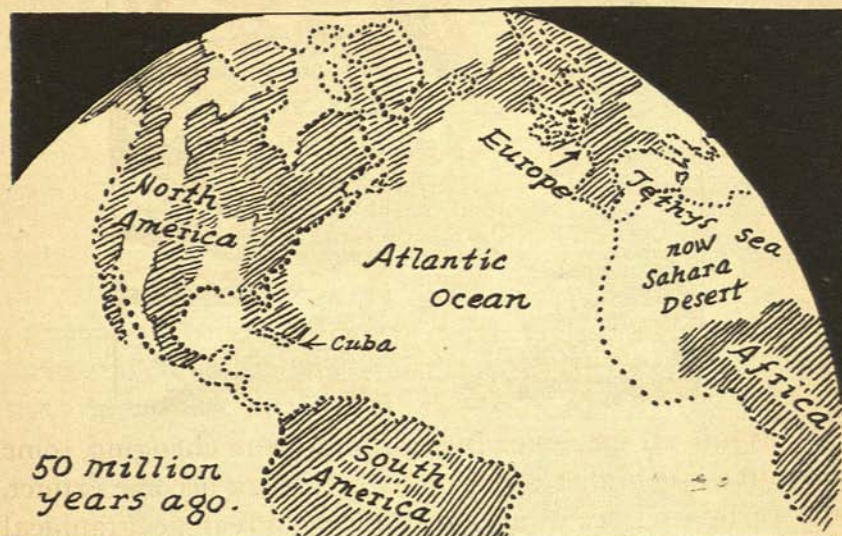 North
America
Europe
Tethys sea
now
Sahara
Desert
Atlantic
Ocean
← Cuba
Africa
South
America
50 million
years ago.